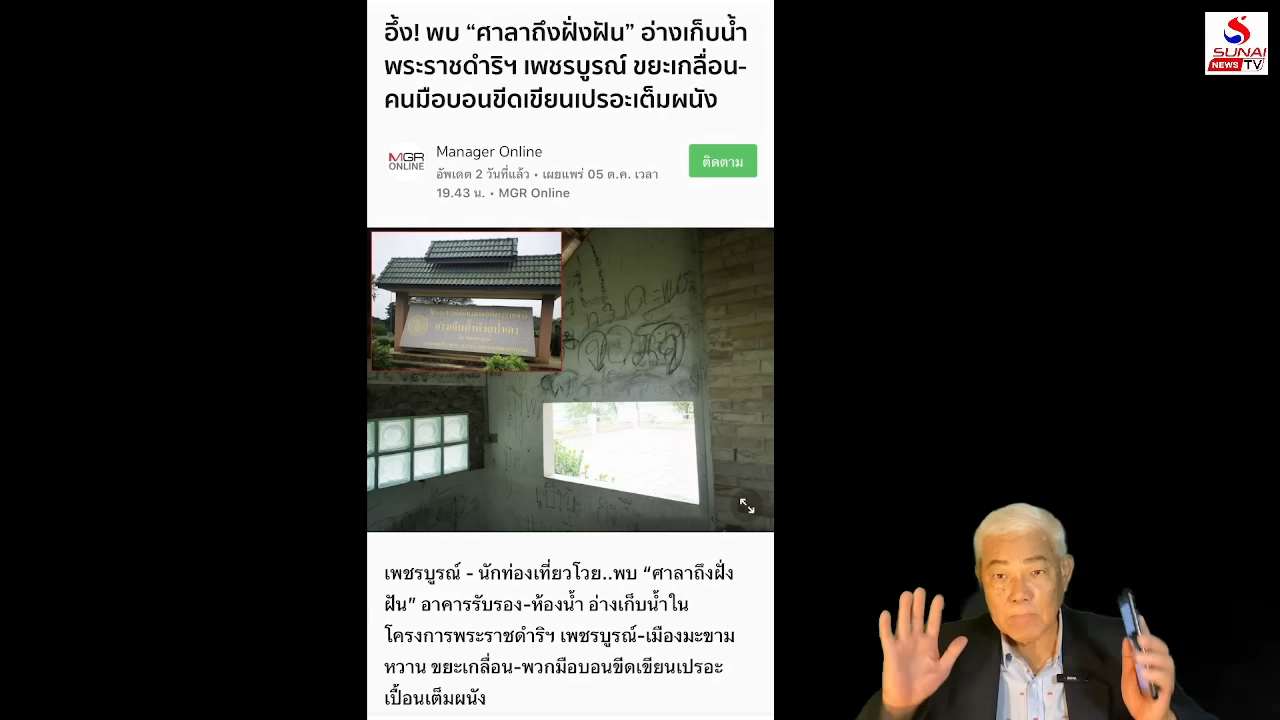 อึ้ง! พบ “ศาลาถึงฝั่งฝัน” อ่างเก็บน้ำ
พระราชดำริฯ เพชรบูรณ์ ขยะเกลื่อน-
คนมือบอนขีดเขียนเปรอะเต็มผนัง
MGR
ONLINE
Manager Online
อัพเดต 2 วันที่แล้ว • เผยแพร่ 05 ต.ค. เวลา
19.43 น. • MGR Online
ติดตาม
SUNAI
NEWS TV
เพชรบูรณ์ - นักท่องเที่ยวโวย..พบ “ศาลาถึงฝั่ง
ฝัน” อาคารรับรอง-ห้องน้ำ อ่างเก็บน้ำใน
โครงการพระราชดำริฯ เพชรบูรณ์-เมืองมะขาม
หวาน ขยะเกลื่อน-พวกมือบอนขีดเขียนเปรอะ
เปื้อนเต็มผนัง